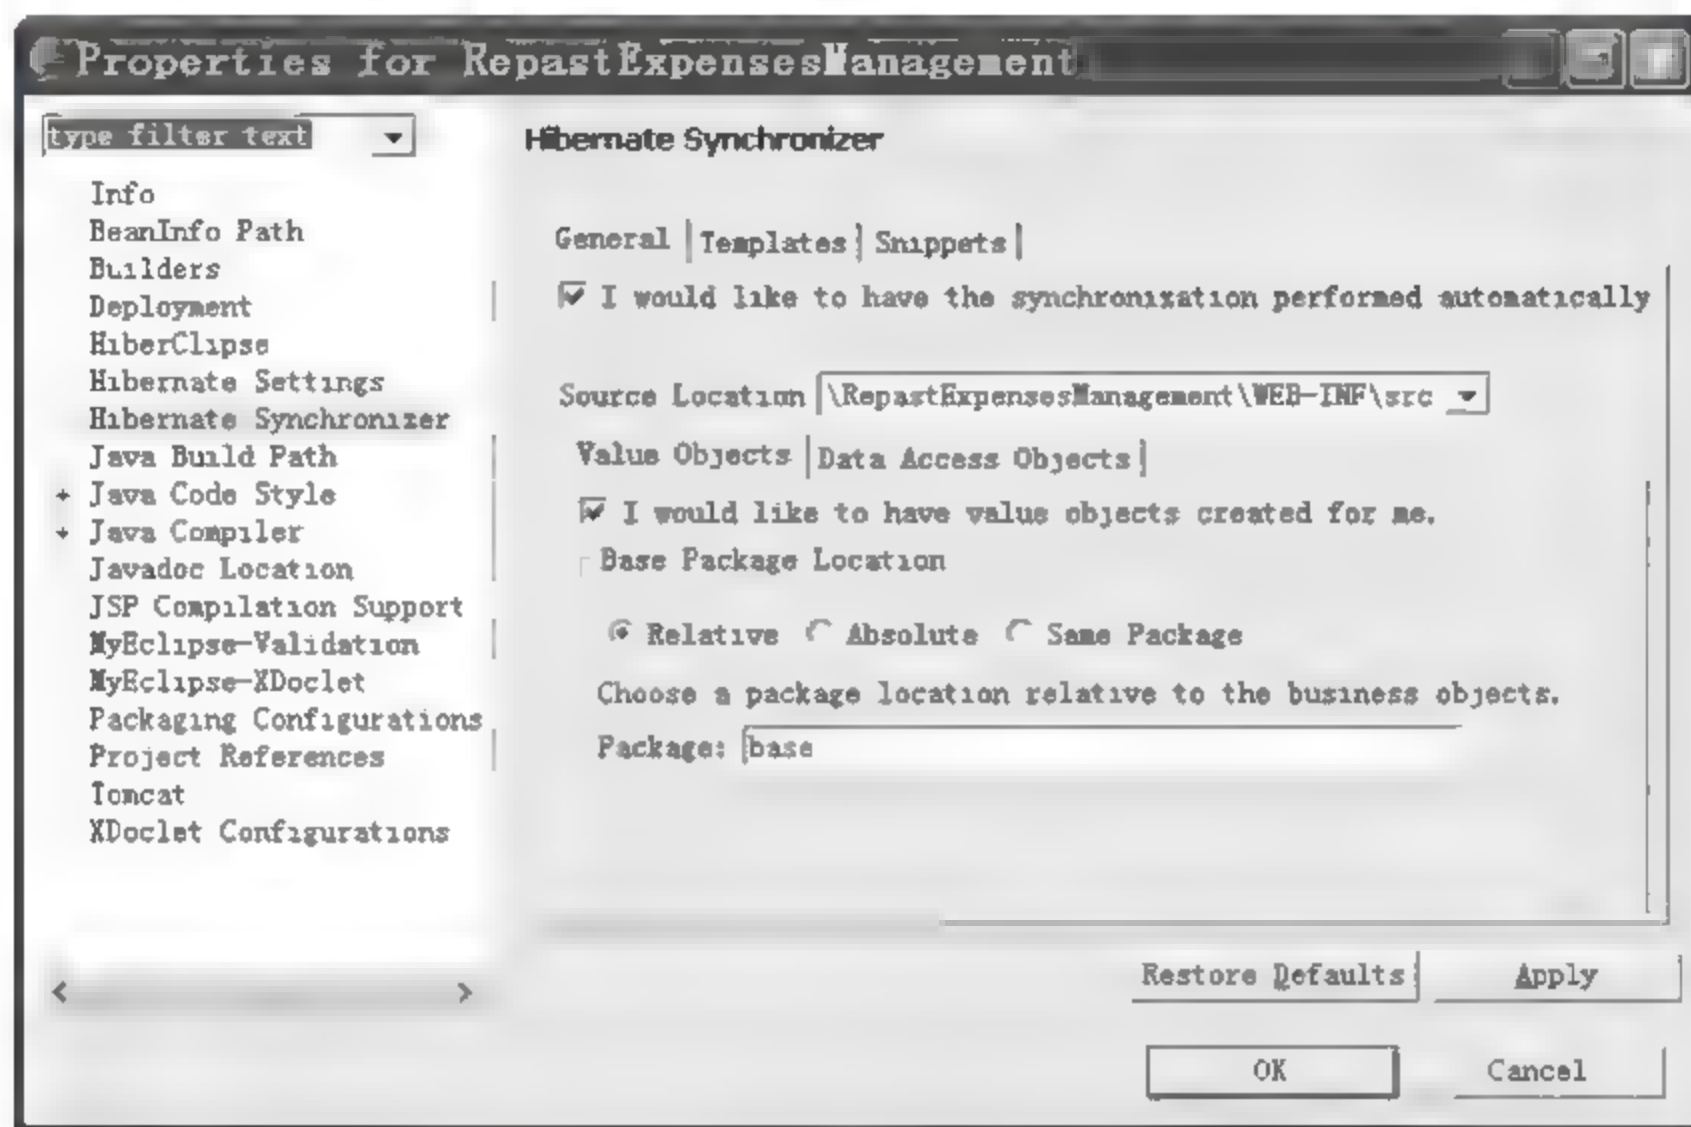 Properties for RepastExpensesManagement
type filter text
Info
BeanInfo Path
Builders
Deployment
HiberClipse
Hibernate Settings
Hibernate Synchronizer
Java Build Path
Java Code Style
Java Compiler
Javadoc Location
JSP Compilation Support
MyEclipse-Validation
MyEclipse-XDoclet
Packaging Configurations
Project References
Tomcat
XDoclet Configurations
Hibernate Synchronizer
General Templates Snippets
I would like to have the synchronization performed automatically
Source Location \RepastExpensesManagement\WEB-INF\src
Value Objects Data Access Objects
I would like to have value objects created for me.
Base Package Location
Relative Absolute Same Package
Choose a package location relative to the business objects.
Package: base
Restore Defaults Apply
OK Cancel